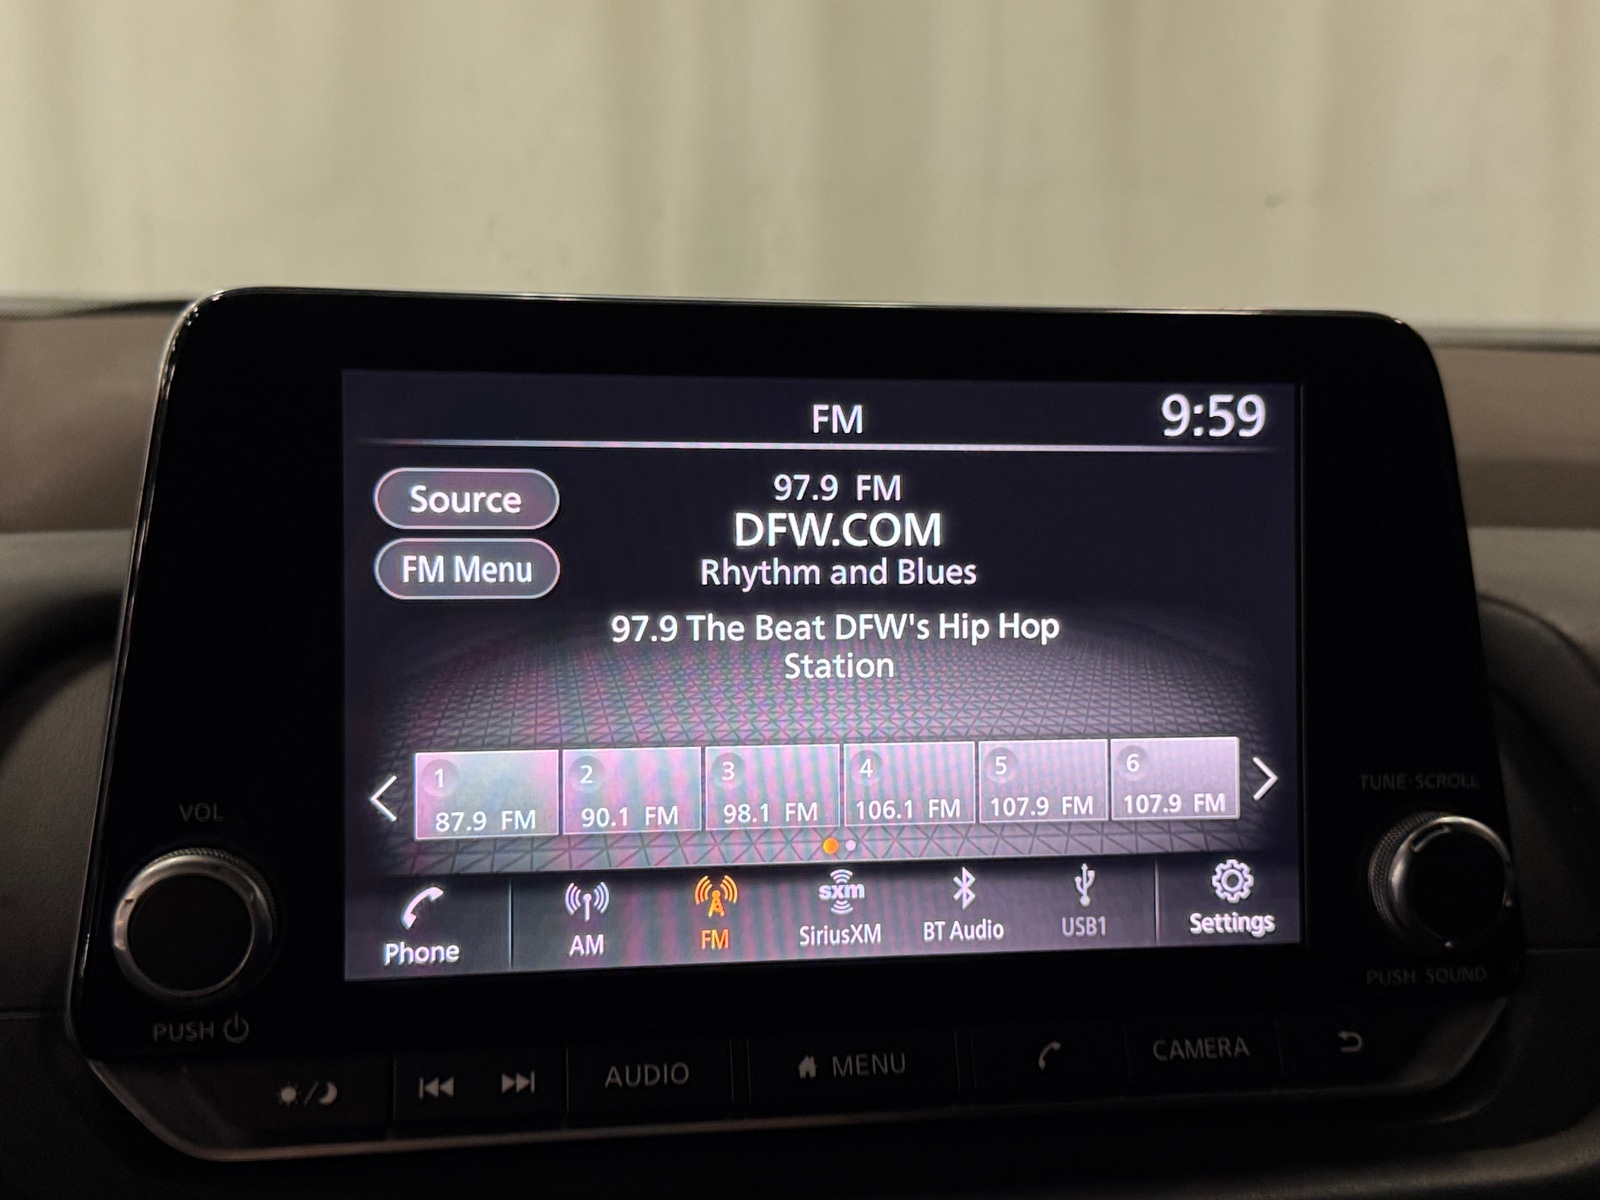 FM
9:59
Source
97.9 FM
DFW.COM
FM Menu
Rhythm and Blues
97.9 The Beat DFW's Hip Hop
Station
1
87.9 FM
2
90.1 FM
3
98.1 FM
4
106.1 FM
5
107.9 FM
6
107.9 FM
Phone
AM
FM
sxm
SiriusXM
BT Audio
USB1
Settings
VOL
PUSH
TUNE·SCROLL
PUSH SOUND
AUDIO
MENU
CAMERA